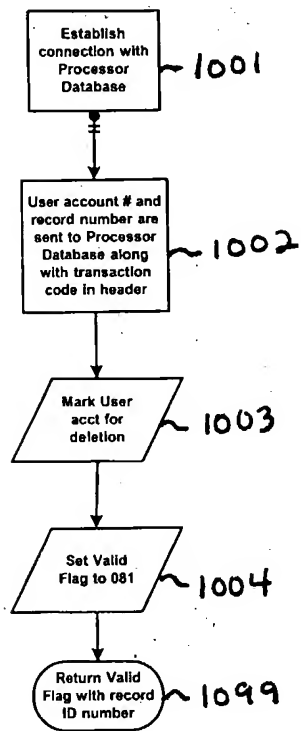 Establish
connection with
Processor
Database
1001
User account # and
record number are
sent to Processor
Database along
with transaction
code in header
1002
Mark User
acct for
deletion
1003
Set Valid
Flag to 081
1004
Return Valid
Flag with record
ID number
1099